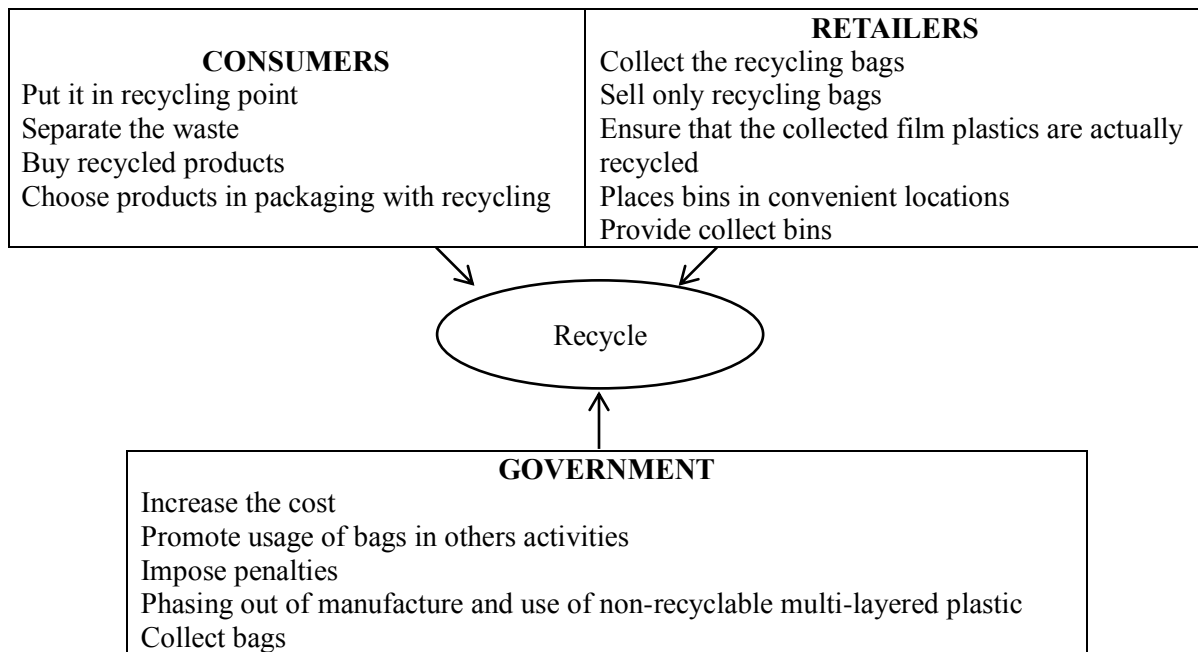 CONSUMERS
Put it in recycling point
Separate the waste
Buy recycled products
Choose products in packaging with recycling
RETAILERS
Collect the recycling bags
Sell only recycling bags
Ensure that the collected film plastics are actually
recycled
Places bins in convenient locations
Provide collect bins
Recycle
GOVERNMENT
Increase the cost
Promote usage of bags in others activities
Impose penalties
Phasing out of manufacture and use of non-recyclable multi-layered plastic
Collect bags